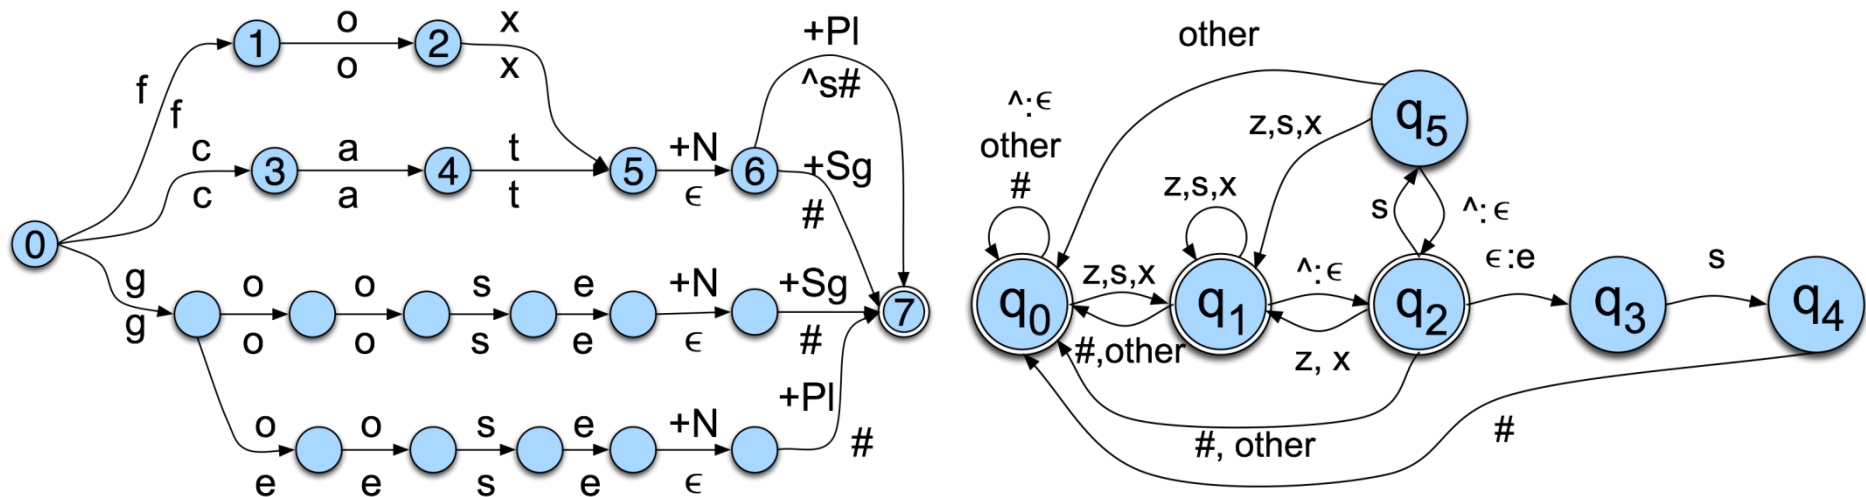 f
f
1
o
o
2
x
x
c
c
3
a
a
4
t
t
5
+N
ϵ
6
+Pl
^s#
+Sg
#
0
g
g
o
o
o
o
s
s
e
e
+N
ϵ
+Sg
#
7
o
e
o
e
s
s
e
e
+N
ϵ
+Pl
#
other
^:ϵ
other
#
z,s,x
z,s,x
q5
s
^:ϵ
q0
z,s,x
#,other
q1
^:ϵ
z, x
q2
ϵ:e
q3
s
q4
#, other
#